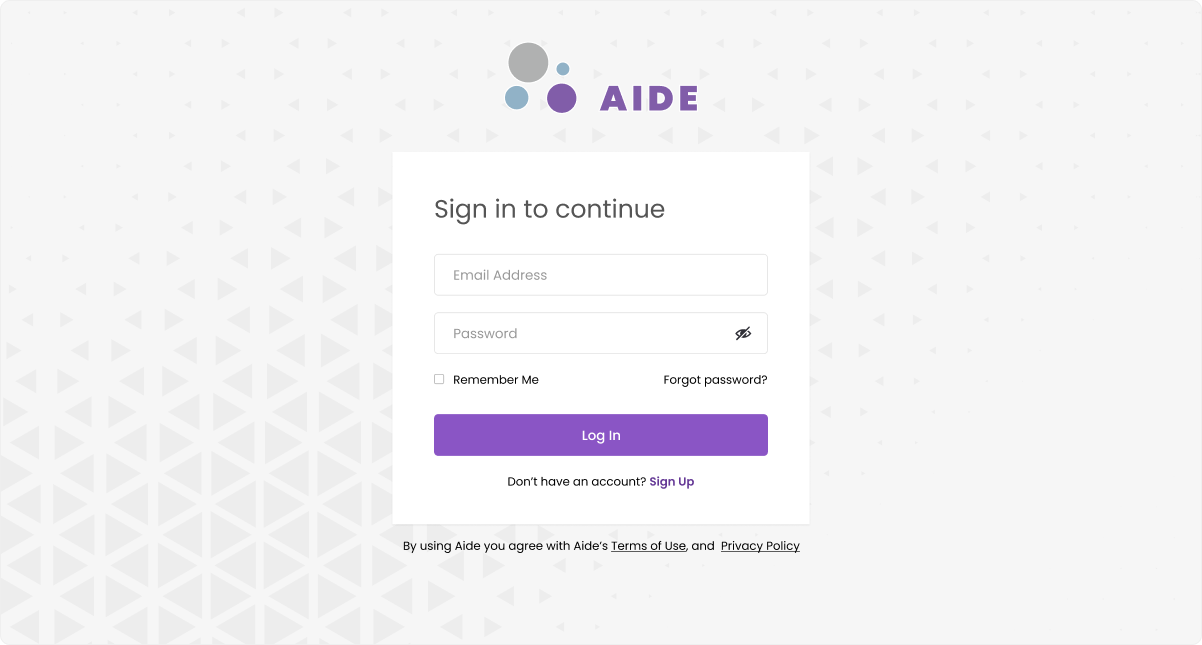 AIDE
Sign in to continue
Email Address
Password
Remember Me
Forgot password?
Log In
Don’t have an account? Sign Up
By using Aide you agree with Aide’s Terms of Use, and Privacy Policy